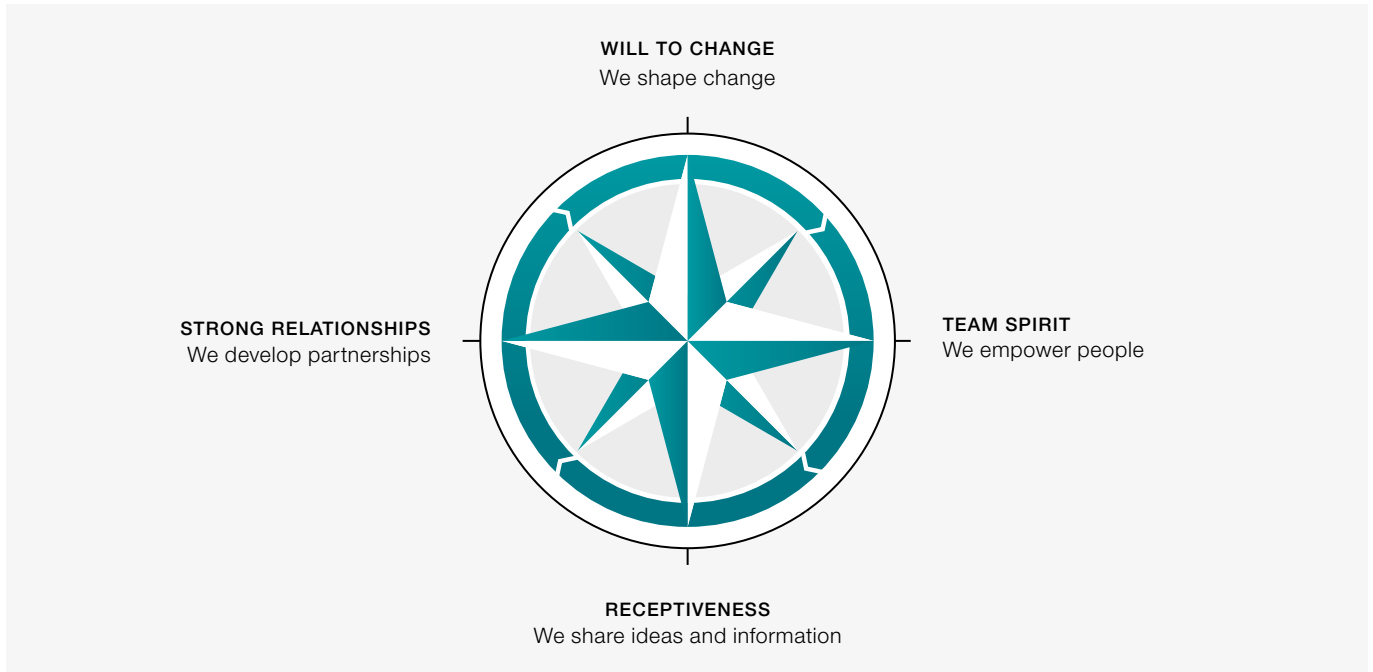 WILL TO CHANGE
We shape change
STRONG RELATIONSHIPS
We develop partnerships
TEAM SPIRIT
We empower people
RECEPTIVENESS
We share ideas and information